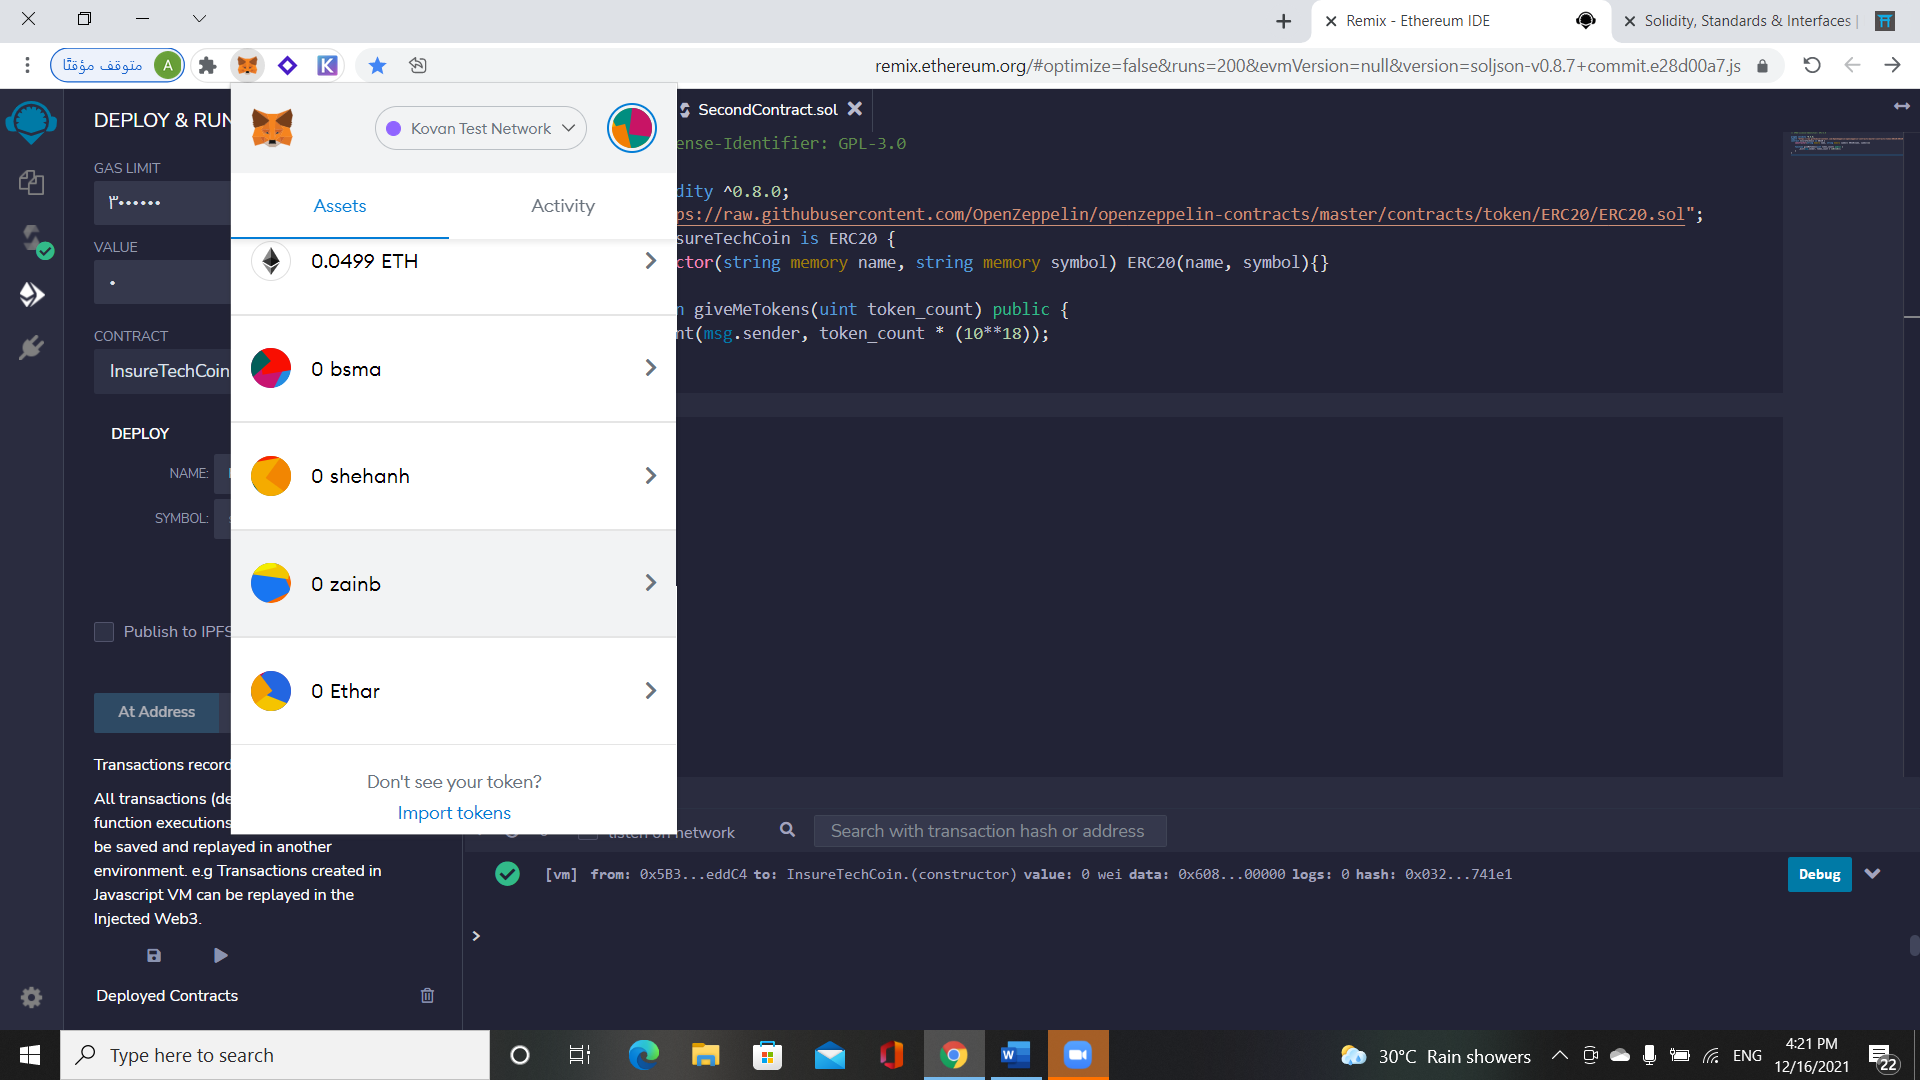 Remix - Ethereum IDE
Solidity, Standards & Interfaces |
متوقف مؤقتًا
A
K
remix.ethereum.org/#optimize=false&runs=200&evmVersion=null&version=soljson-v0.8.7+commit.e28d00a7.js
DEPLOY & RUN
GAS LIMIT
٣٠٠٠٠٠٠
VALUE
٠
CONTRACT
InsureTechCoin
DEPLOY
NAME:
SYMBOL:
Publish to IPFS
At Address
Transactions record
All transactions (de
function executions
be saved and replayed in another
environment. e.g Transactions created in
Javascript VM can be replayed in the
Injected Web3.
Deployed Contracts
Kovan Test Network
Assets
Activity
0.0499 ETH
0 bsma
0 shehanh
0 zainb
0 Ethar
Don't see your token?
Import tokens
SecondContract.sol
ense-Identifier: GPL-3.0
dity ^0.8.0;
ps://raw.githubusercontent.com/OpenZeppelin/openzeppelin-contracts/master/contracts/token/ERC20/ERC20.sol";
sureTechCoin is ERC20 {
ctor(string memory name, string memory symbol) ERC20(name, symbol){}
n giveMeTokens(uint token_count) public {
nt(msg.sender, token_count * (10**18));
listen on network
Search with transaction hash or address
[vm] from: 0x5B3...eddC4 to: InsureTechCoin.(constructor) value: 0 wei data: 0x608...00000 logs: 0 hash: 0x032...741e1
Debug
>
Type here to search
30°C Rain showers
ENG
4:21 PM
12/16/2021
22